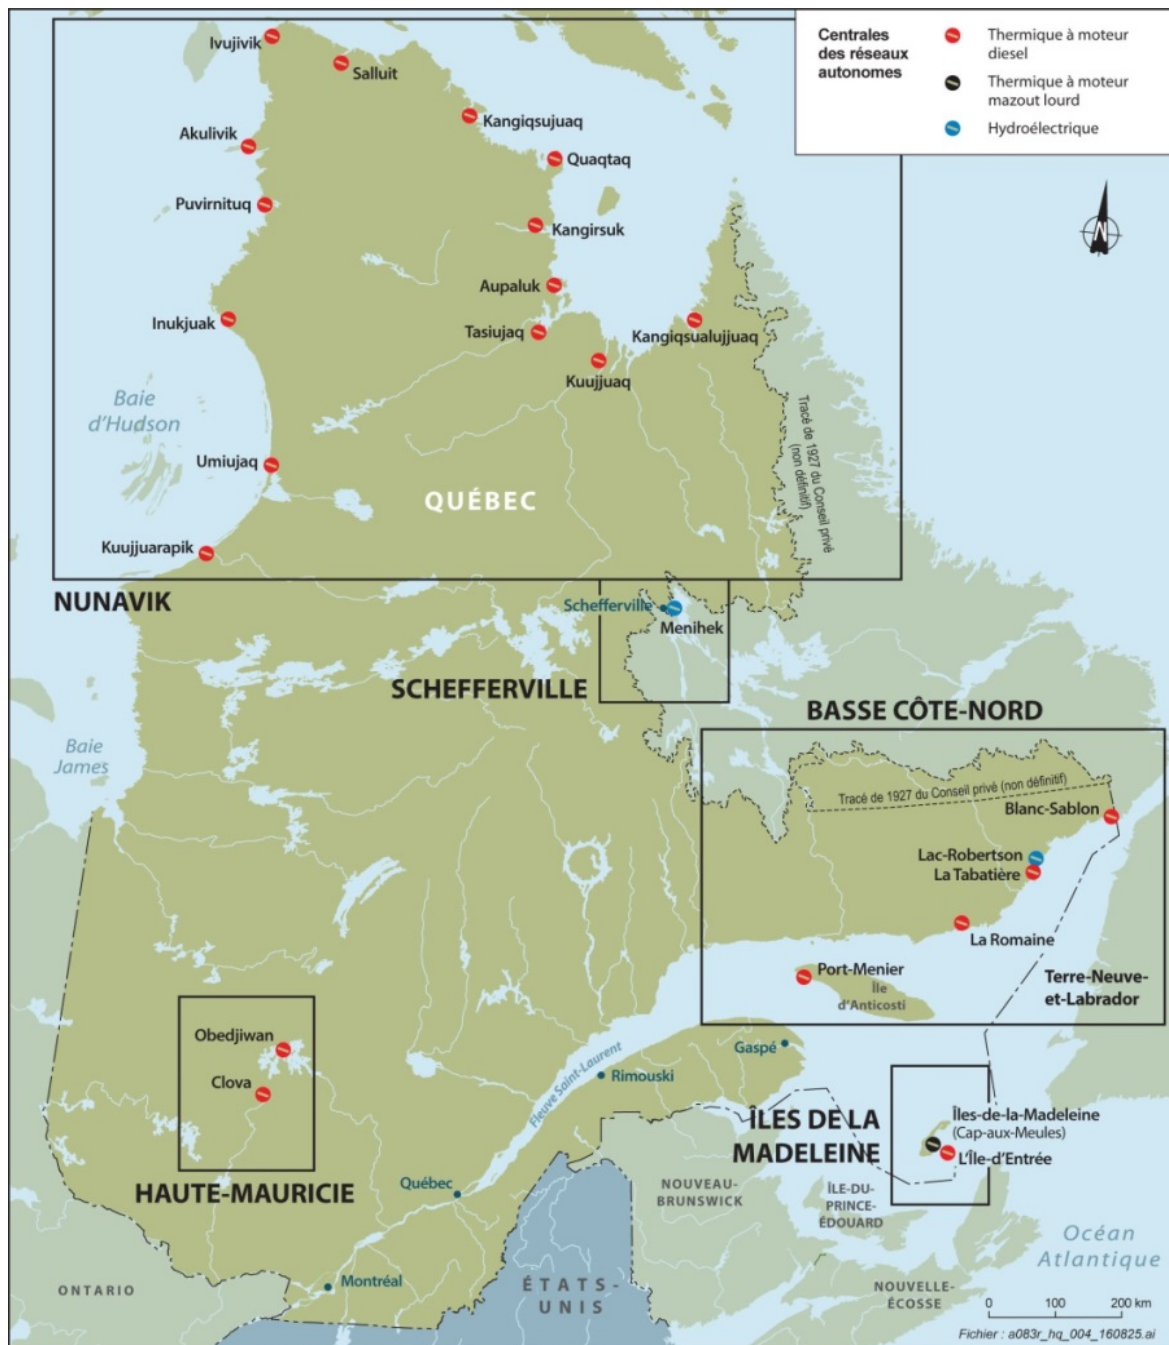 Centrales
des réseaux
autonomes
Thermique à moteur
diesel
Thermique à moteur
mazout lourd
Hydroélectrique
N
Ivujivik
Salluit
Kangiqsujuaq
Akulivik
Quaqtaq
Puvirnituq
Kangirsuk
Aupaluk
Inukjuak
Tasiujaq
Kangiqsualujjuaq
Kuujjuaq
Baie
d'Hudson
Tracé de 1927 du Conseil privé
(non définitif)
Umiujaq
QUÉBEC
Kuujjuarapik
NUNAVIK
Schefferville
Menihek
SCHEFFERVILLE
BASSE CÔTE-NORD
Baie
James
Tracé de 1927 du Conseil privé (non définitif)
Blanc-Sablon
Lac-Robertson
La Tabatière
La Romaine
Port-Menier
Île
d'Anticosti
Terre-Neuve-
et-Labrador
Obedjiwan
Clova
Gaspé
Fleuve Saint-Laurent
Rimouski
HAUTE-MAURICIE
ÎLES DE LA
MADELEINE
Îles-de-la-Madeleine
(Cap-aux-Meules)
L'Île-d'Entrée
Québec
NOUVEAU-
BRUNSWICK
ÎLE-DU-
PRINCE-
ÉDOUARD
Océan
Atlantique
Montréal
ONTARIO
ÉTATS-
UNIS
NOUVELLE-
ÉCOSSE
0 100 200 km
Fichier : a083r_hq_004_160825.ai